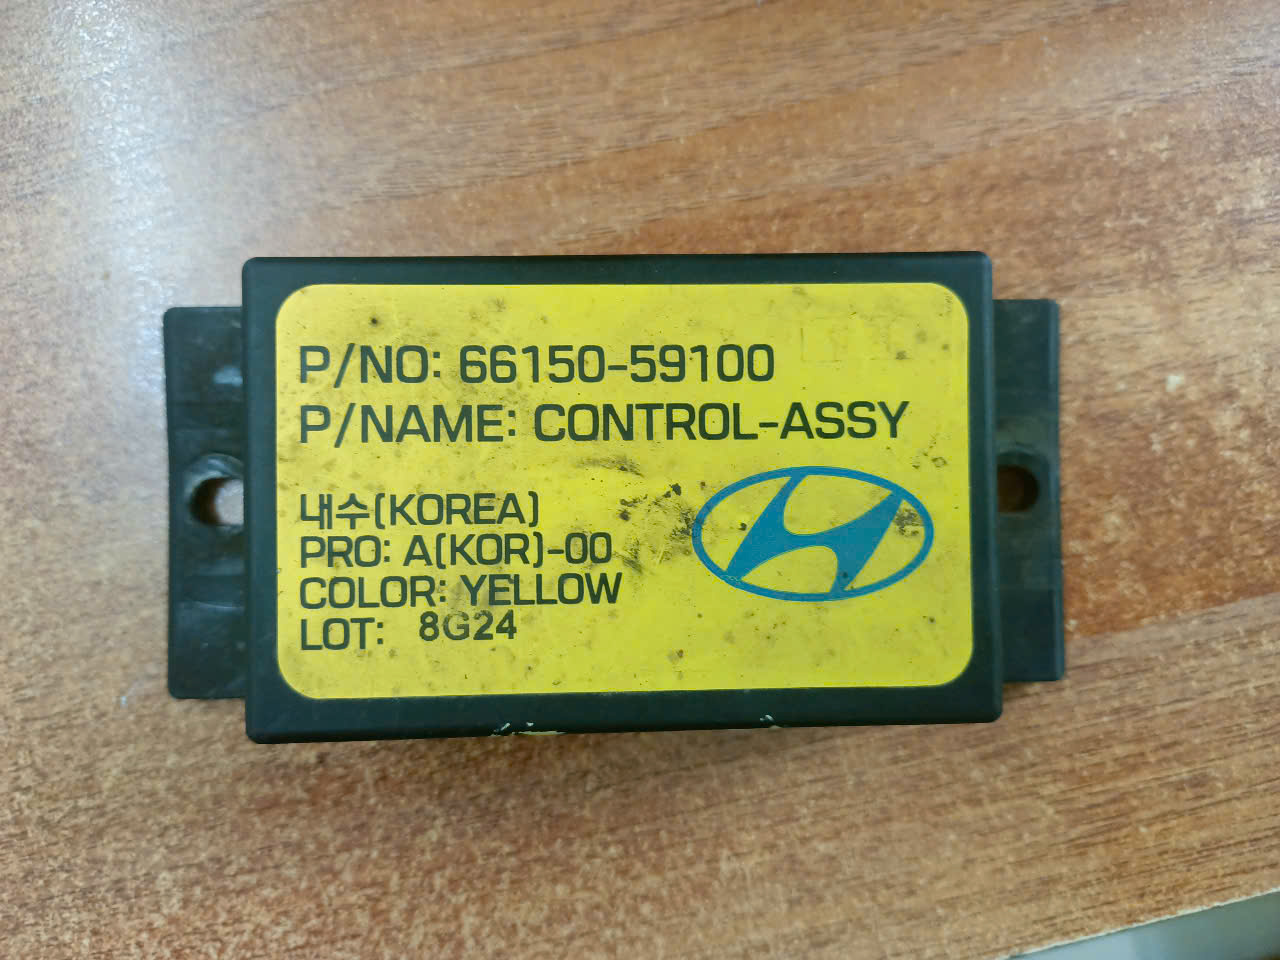 P/NO: 66150-59100
P/NAME: CONTROL-ASSY
내수(KOREA)
PRO: A(KOR)-00
COLOR: YELLOW
LOT: 8G24